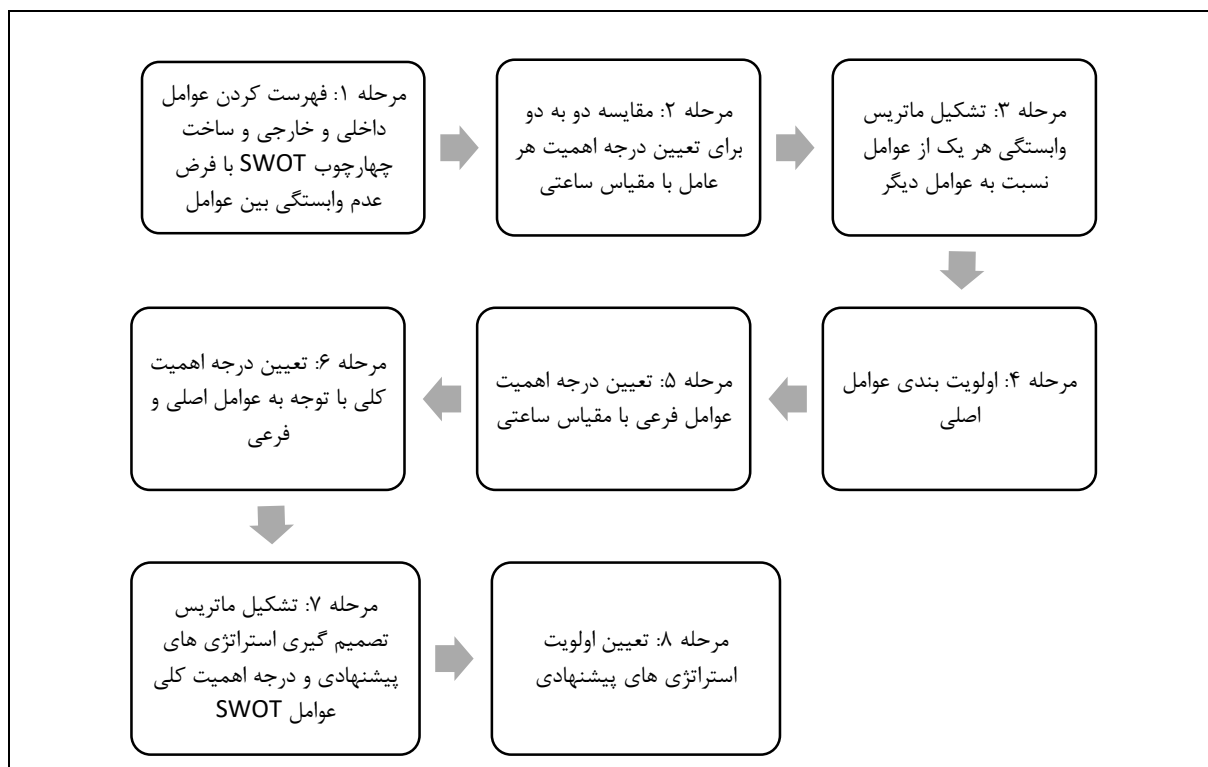 مرحله ۱: فهرست کردن عوامل
داخلی و خارجی و ساخت
چهارچوب SWOT با فرض
عدم وابستگی بین عوامل
مرحله ۲: مقایسه دو به دو
برای تعیین درجه اهمیت هر
عامل با مقیاس ساعتی
مرحله ۳: تشکیل ماتریس
وابستگی هر یک از عوامل
نسبت به عوامل دیگر
مرحله ۴: اولویت بندی عوامل
اصلی
مرحله ۵: تعیین درجه اهمیت
عوامل فرعی با مقیاس ساعتی
مرحله ۶: تعیین درجه اهمیت
کلی با توجه به عوامل اصلی و
فرعی
مرحله ۷: تشکیل ماتریس
تصمیم گیری استراتژی های
پیشنهادی و درجه اهمیت کلی
عوامل SWOT
مرحله ۸: تعیین اولویت
استراتژی های پیشنهادی